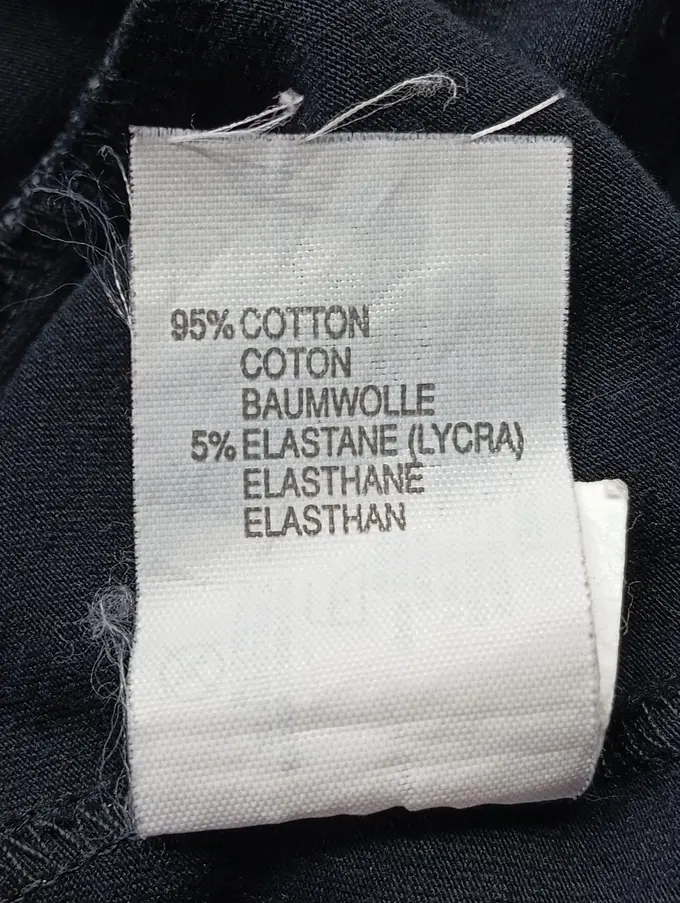 95% COTTON
COTON
BAUMWOLLE
5% ELASTANE (LYCRA)
ELASTHANE
ELASTHAN